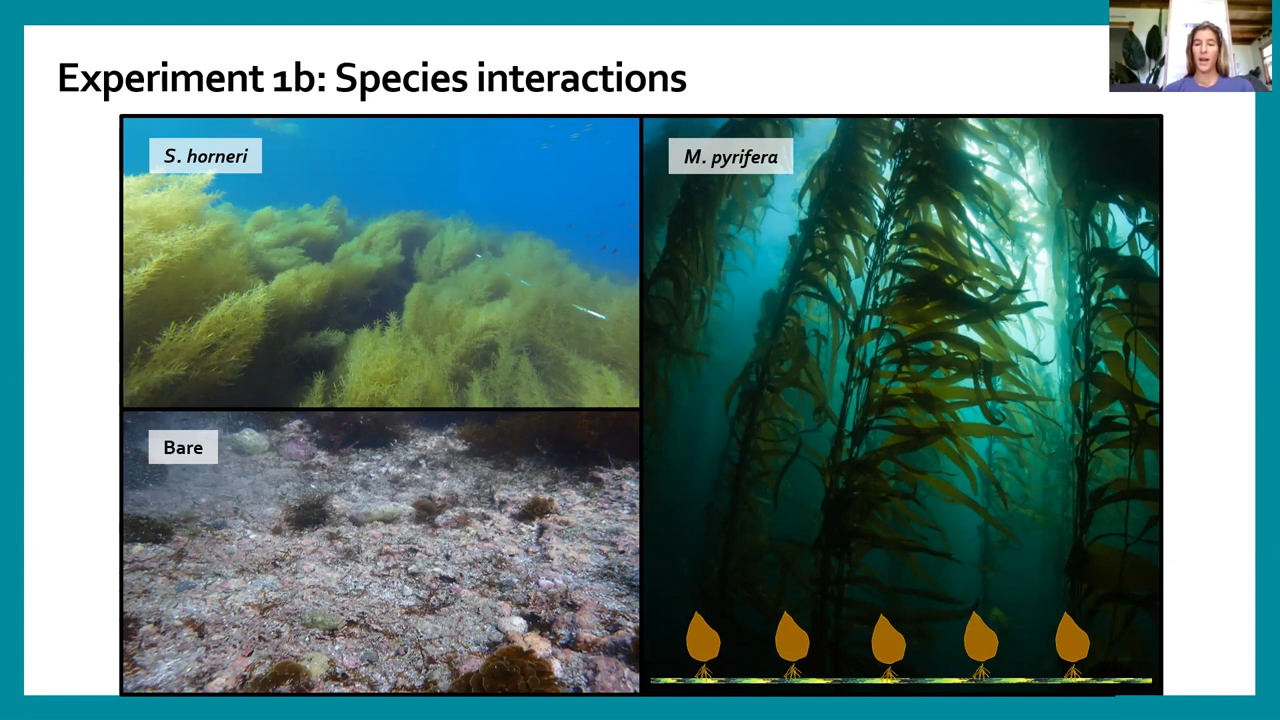 Experiment 1b: Species interactions
S. horneri
M. pyrifera
Bare